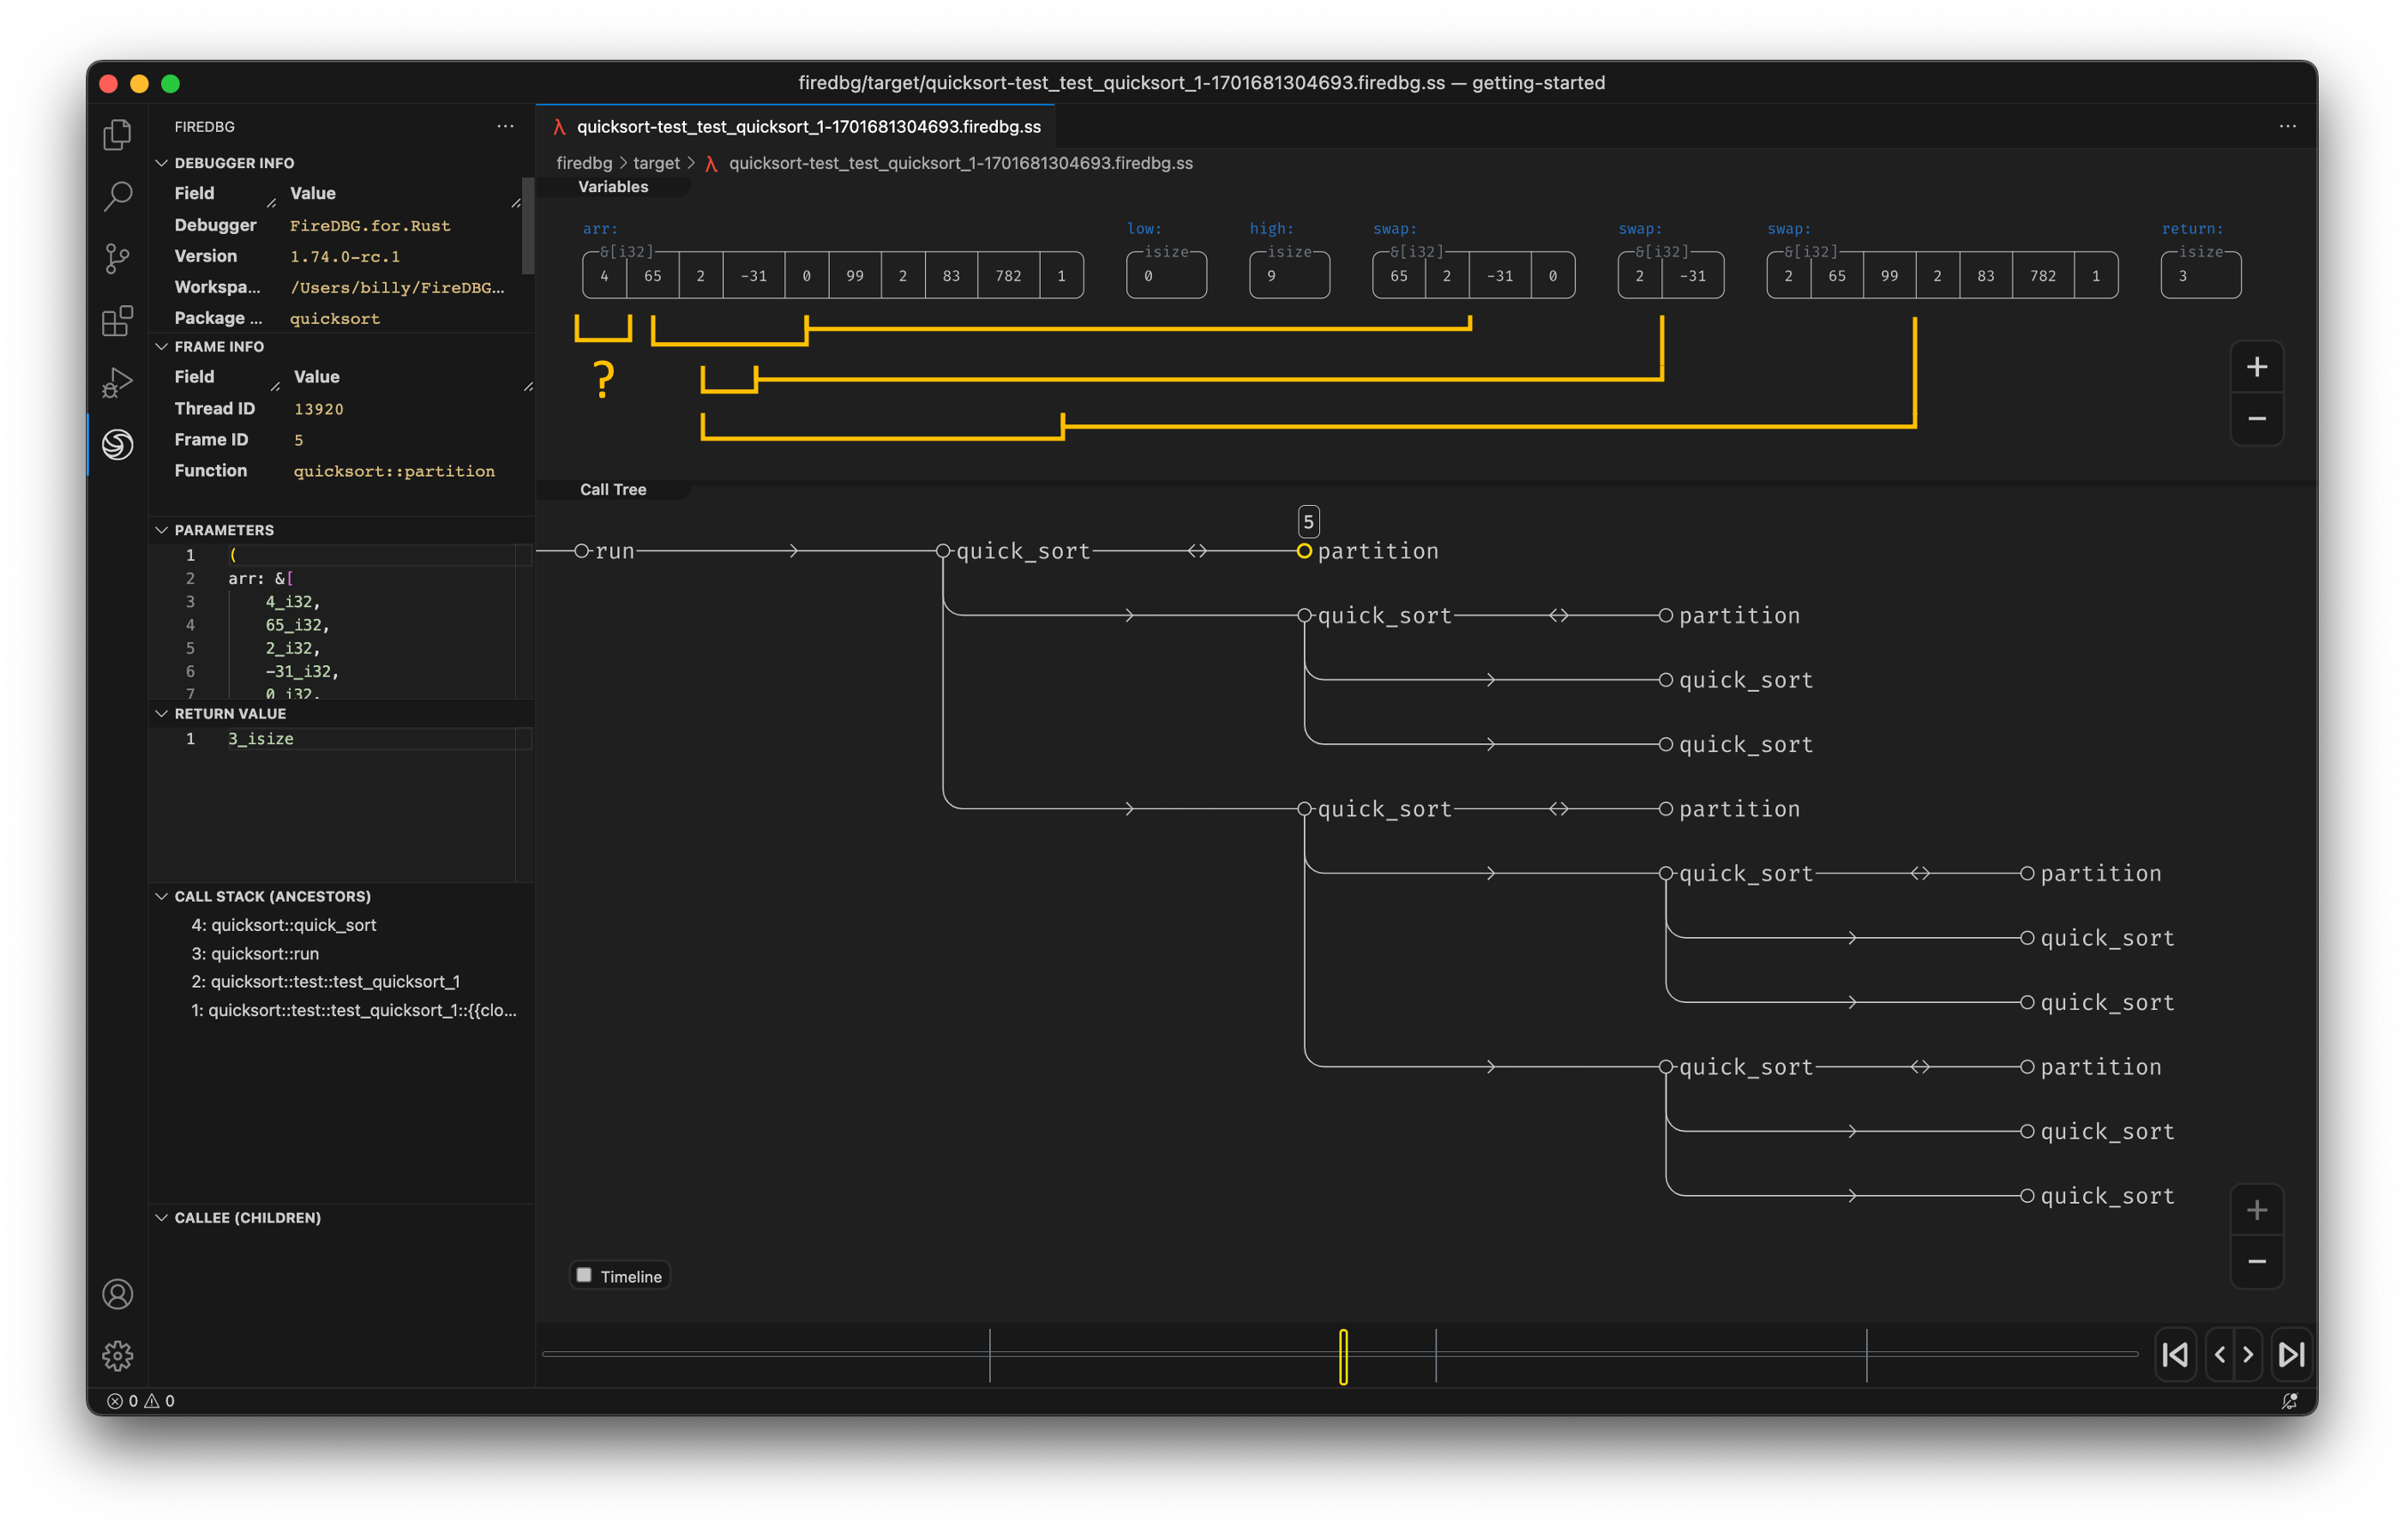 firedbg/target/quicksort-test_test_quicksort_1-1701681304693.firedbg.ss — getting-started
FIREDBG
DEBUGGER INFO
Field Value
Debugger FireDBG.for.Rust
Version 1.74.0-rc.1
Workspa... /Users/billy/FireDBG...
Package ... quicksort
FRAME INFO
Field Value
Thread ID 13920
Frame ID 5
Function quicksort::partition
PARAMETERS
1 (
2 arr: &[
3 4_i32,
4 65_i32,
5 2_i32,
6 -31_i32,
7 0_i32,
RETURN VALUE
1 3_isize
CALL STACK (ANCESTORS)
4: quicksort::quick_sort
3: quicksort::run
2: quicksort::test::test_quicksort_1
1: quicksort::test::test_quicksort_1::{{clo...
CALLEE (CHILDREN)
λ quicksort-test_test_quicksort_1-1701681304693.firedbg.ss
firedbg > target > λ quicksort-test_test_quicksort_1-1701681304693.firedbg.ss
Variables
arr: low: high: swap: swap: swap: return:
&[i32] isize isize &[i32] &[i32] &[i32] isize
4 65 2 -31 0 99 2 83 782 1 0 9 65 2 -31 0 2 -31 2 65 99 2 83 782 1 3
?
+
−
Call Tree
5
run quick_sort partition
quick_sort partition
quick_sort
quick_sort
quick_sort partition
quick_sort partition
quick_sort
quick_sort
quick_sort partition
quick_sort
quick_sort
+
−
Timeline
0 0